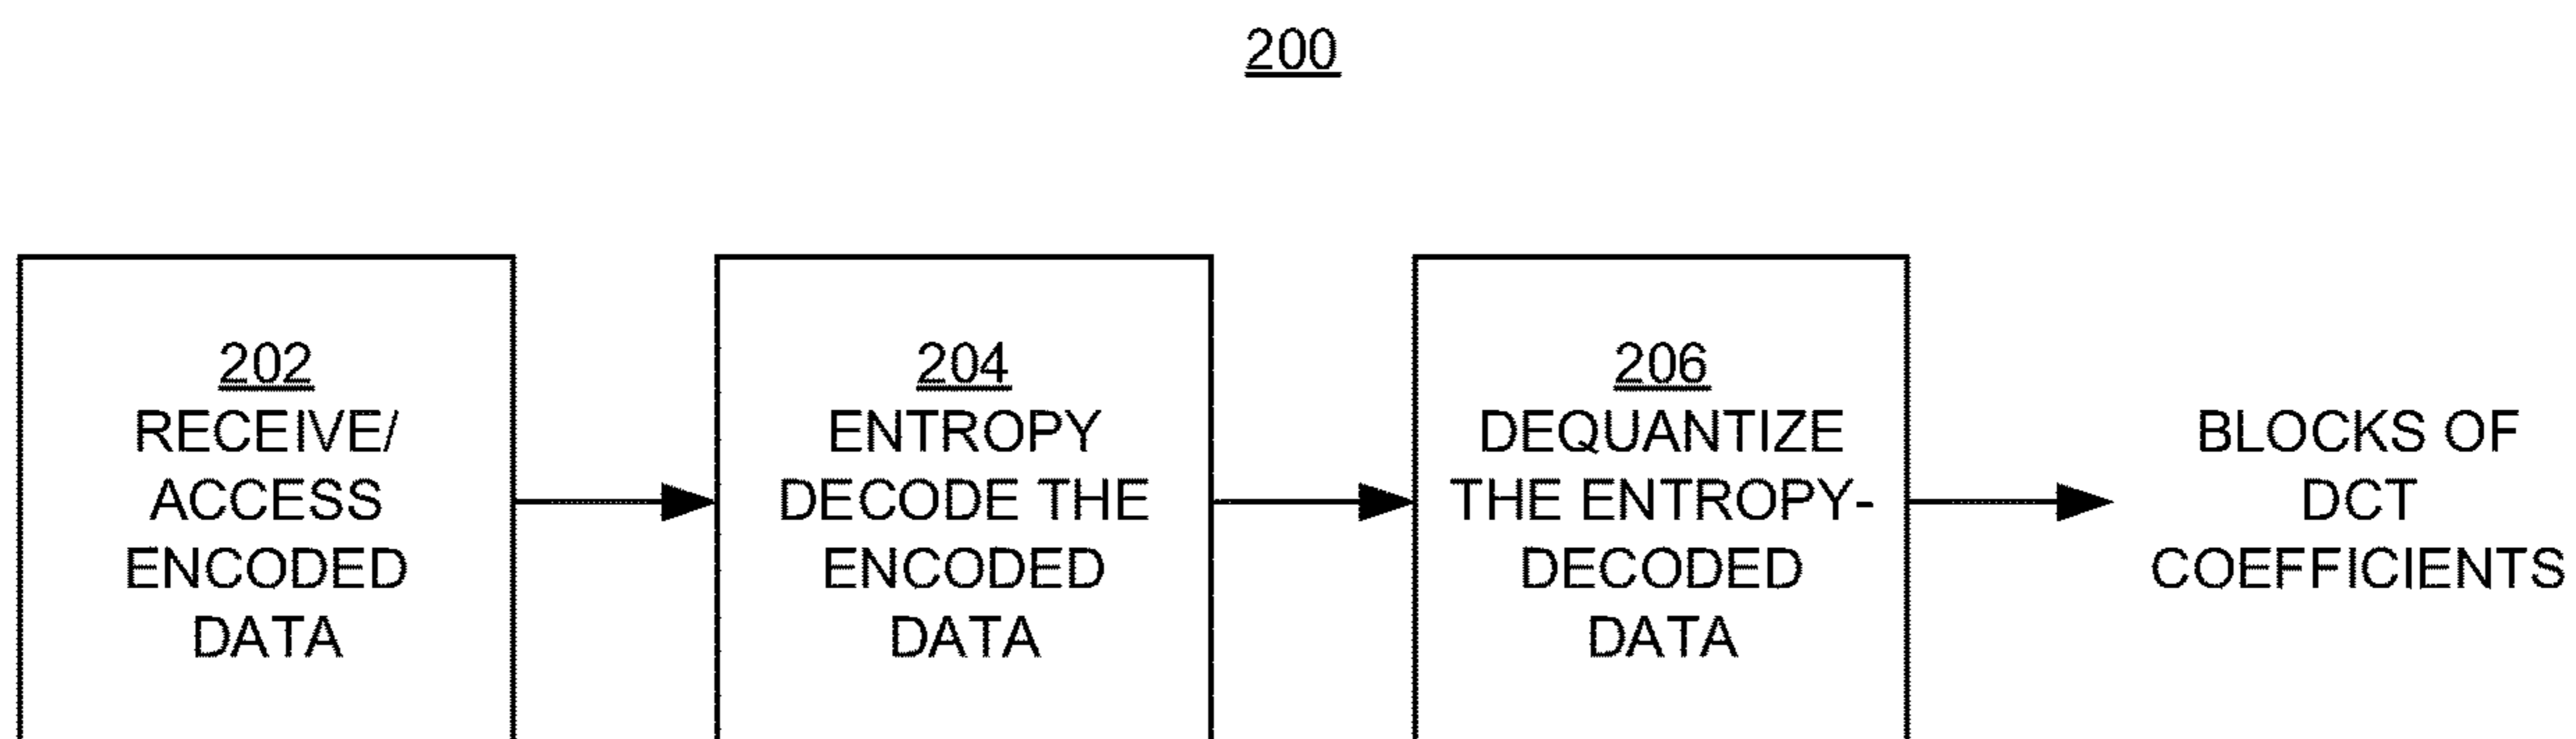 200
202
RECEIVE/
ACCESS
ENCODED
DATA
204
ENTROPY
DECODE THE
ENCODED
DATA
206
DEQUANTIZE
THE ENTROPY-
DECODED
DATA
BLOCKS OF
DCT
COEFFICIENTS